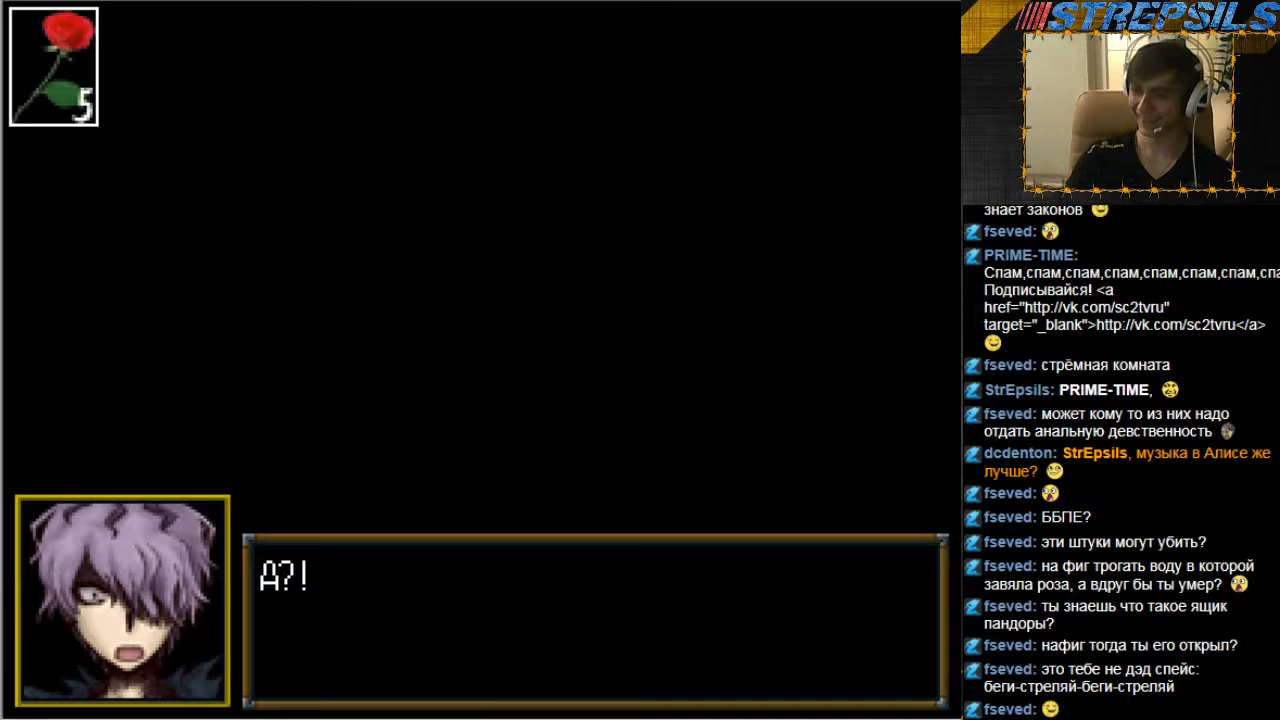 5
А?!
STREPSILS
знает законов
fseved:
PRIME-TIME:
Спам,спам,спам,спам,спам,спам,спам,спа
Подписывайся! <a
href="http://vk.com/sc2tvru"
target="_blank">http://vk.com/sc2tvru</a>
fseved: стрёмная комната
StrEpsils: PRIME-TIME,
fseved: может кому то из них надо
отдать анальную девственность
dcdenton: StrEpsils, музыка в Алисе же
лучше?
fseved:
fseved: ББПЕ?
fseved: эти штуки могут убить?
fseved: на фиг трогать воду в которой
завяла роза, а вдруг бы ты умер?
fseved: ты знаешь что такое ящик
пандоры?
fseved: нафиг тогда ты его открыл?
fseved: это тебе не дэд спейс:
беги-стреляй-беги-стреляй
fseved: